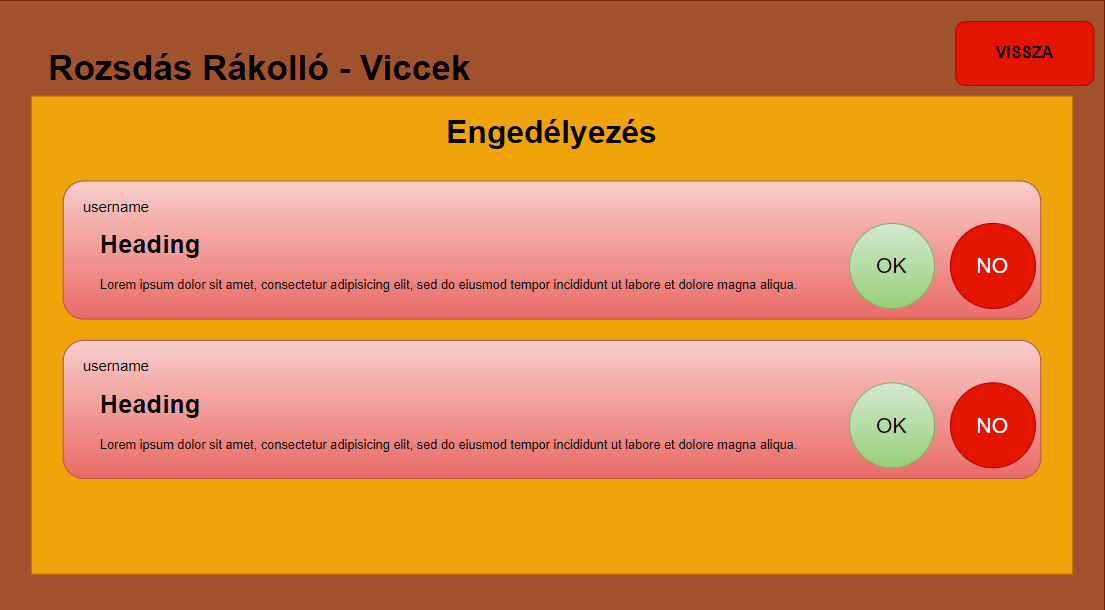 VISSZA
Rozsdás Rákolló - Viccek
Engedélyezés
username
Heading
Lorem ipsum dolor sit amet, consectetur adipisicing elit, sed do eiusmod tempor incididunt ut labore et dolore magna aliqua.
OK
NO
username
Heading
Lorem ipsum dolor sit amet, consectetur adipisicing elit, sed do eiusmod tempor incididunt ut labore et dolore magna aliqua.
OK
NO